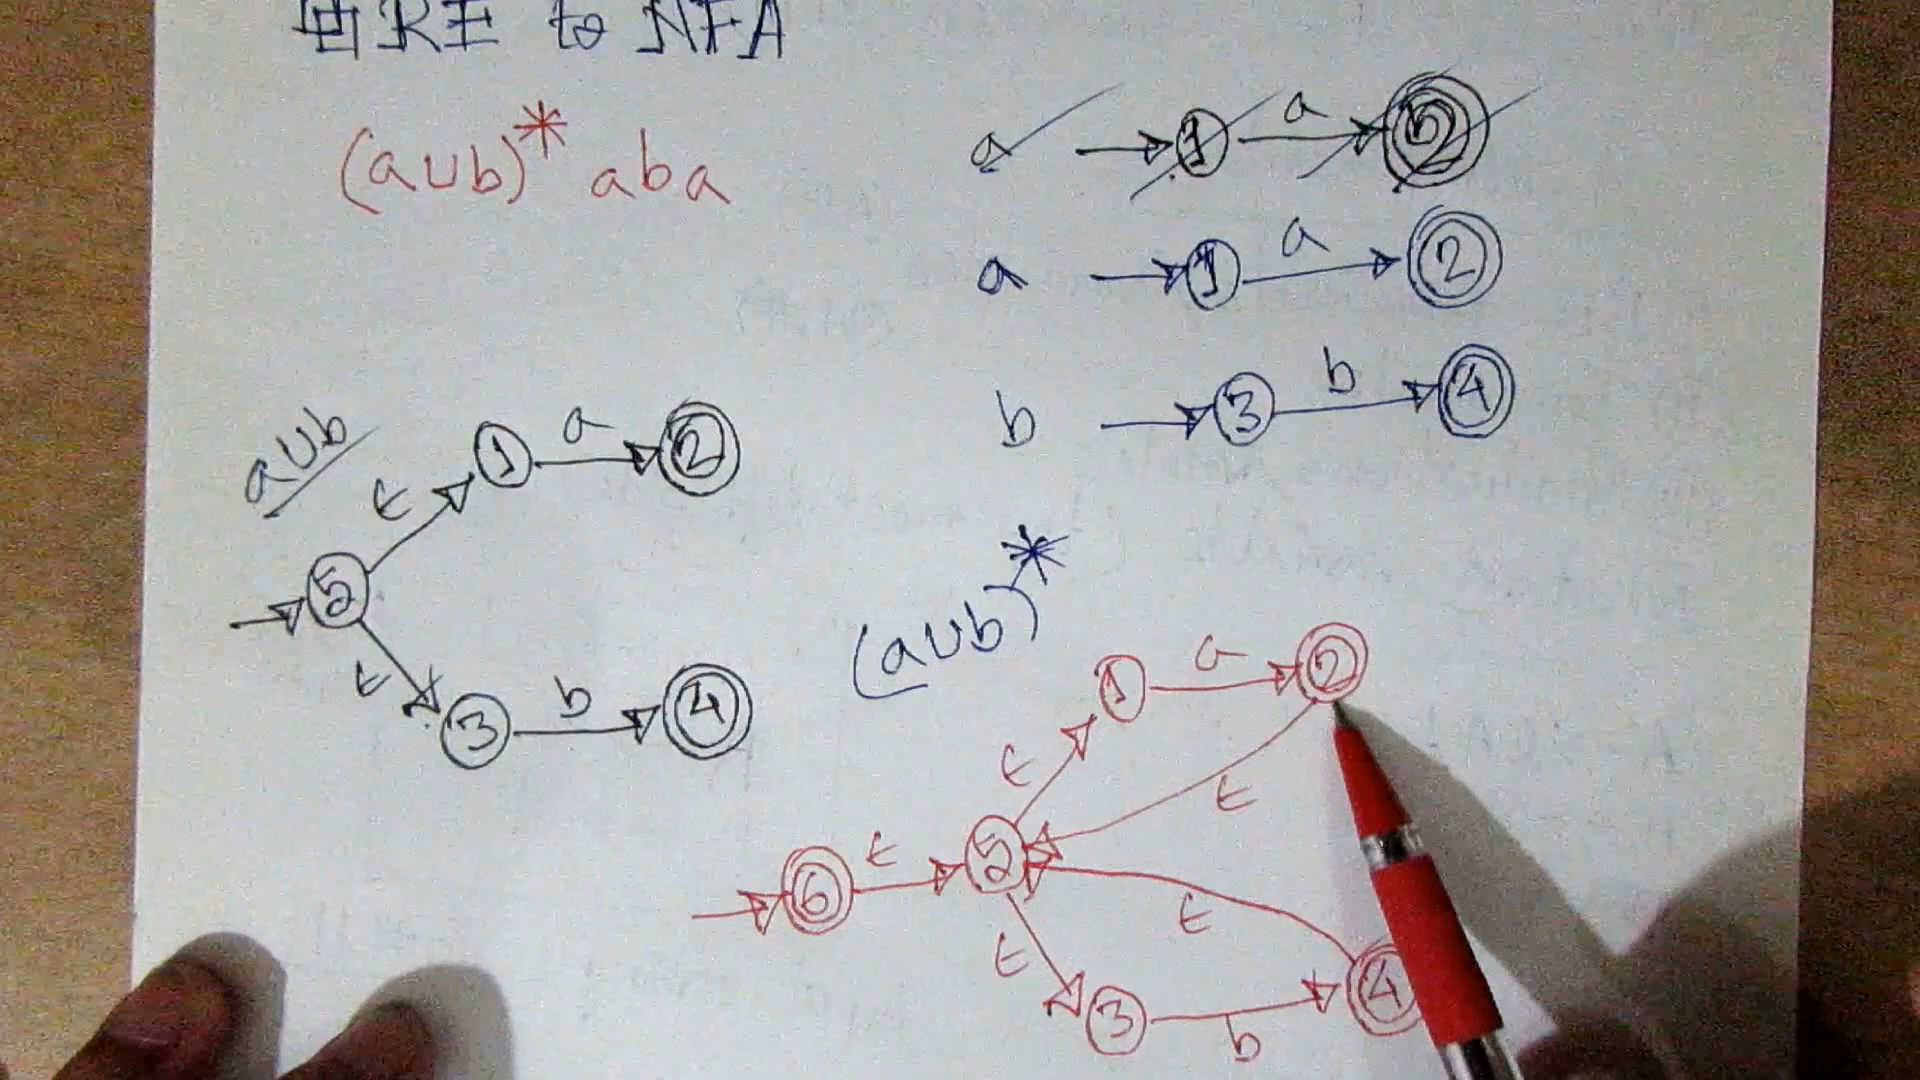 RE to NFA
(a∪b)* aba
a 1 a 2
a 1 a 2
b 3 b 4
a∪b
ε 1 a 2
5
ε 3 b 4
(a∪b)*
1 a 2
ε ε
6 ε 5
ε ε 4
3 b